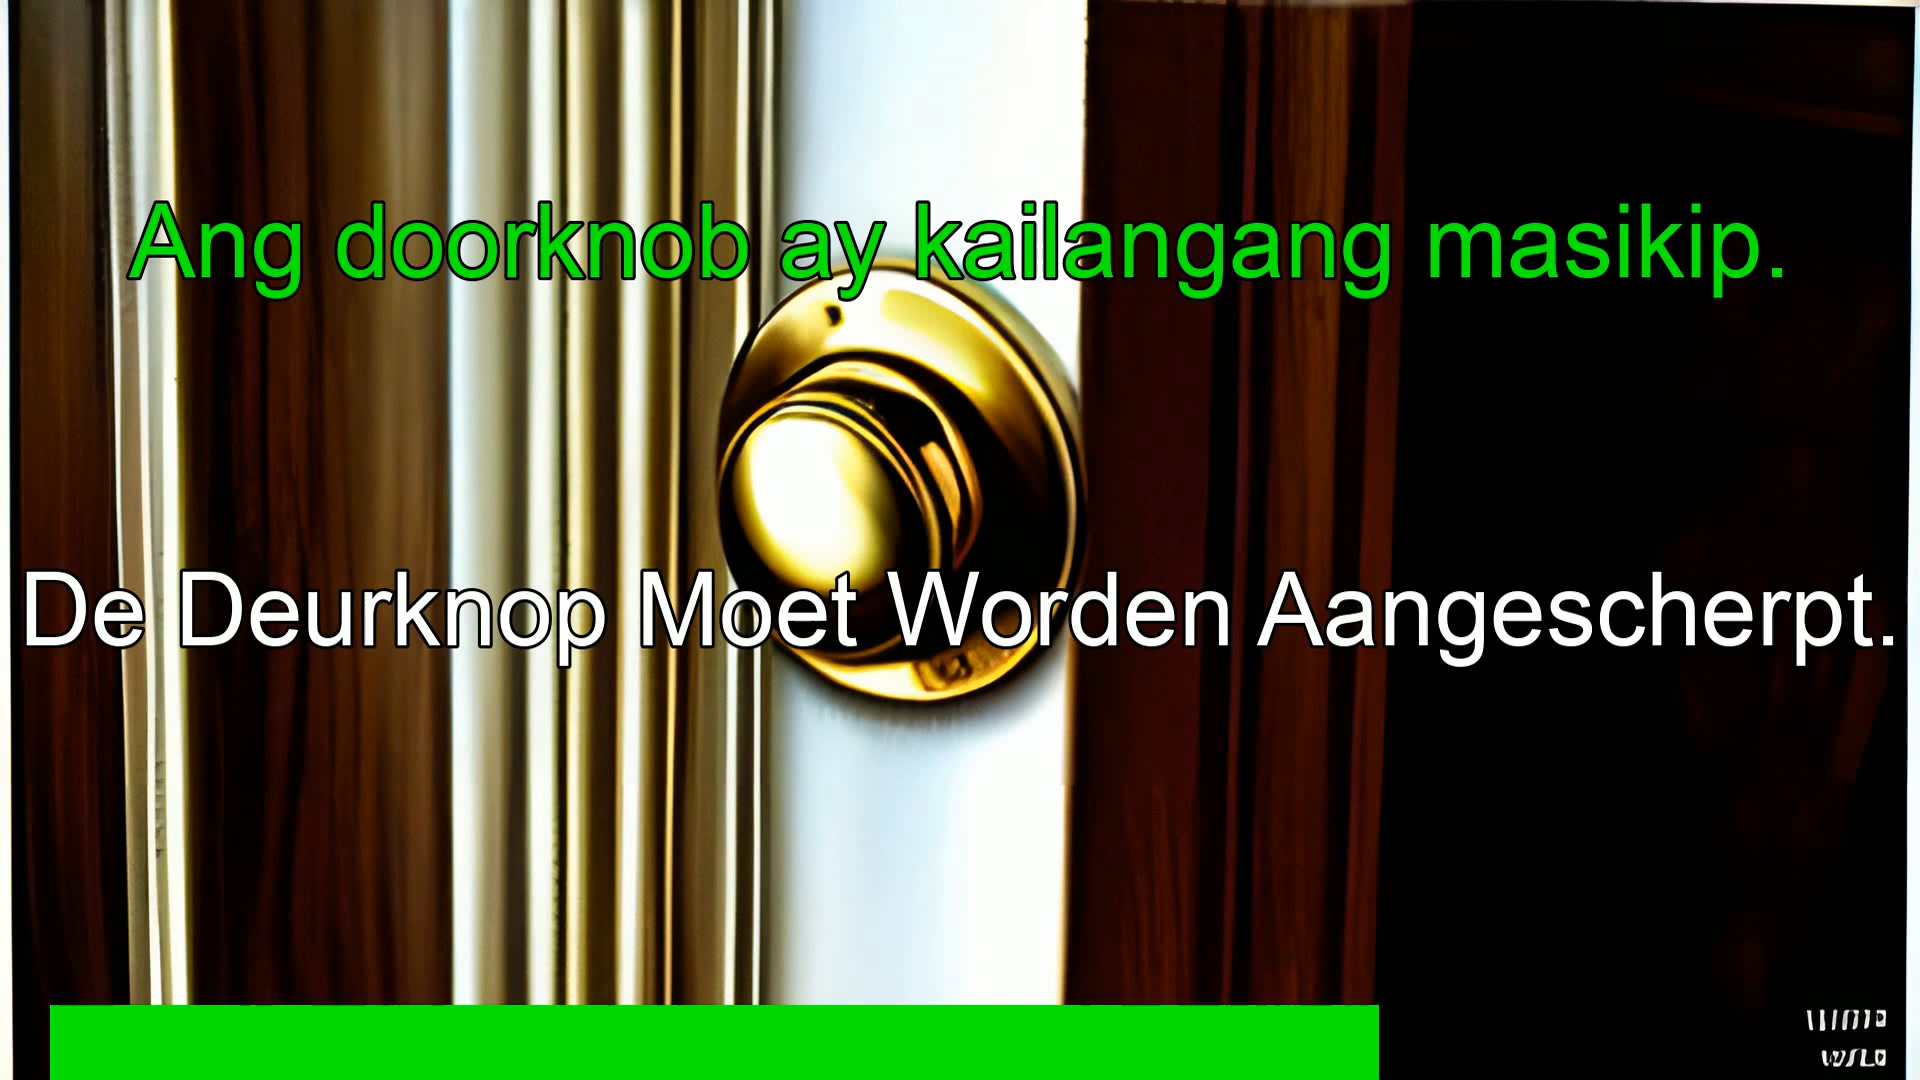 Ang doorknob ay kailangang masikip.
De Deurknop Moet Worden Aangescherpt.